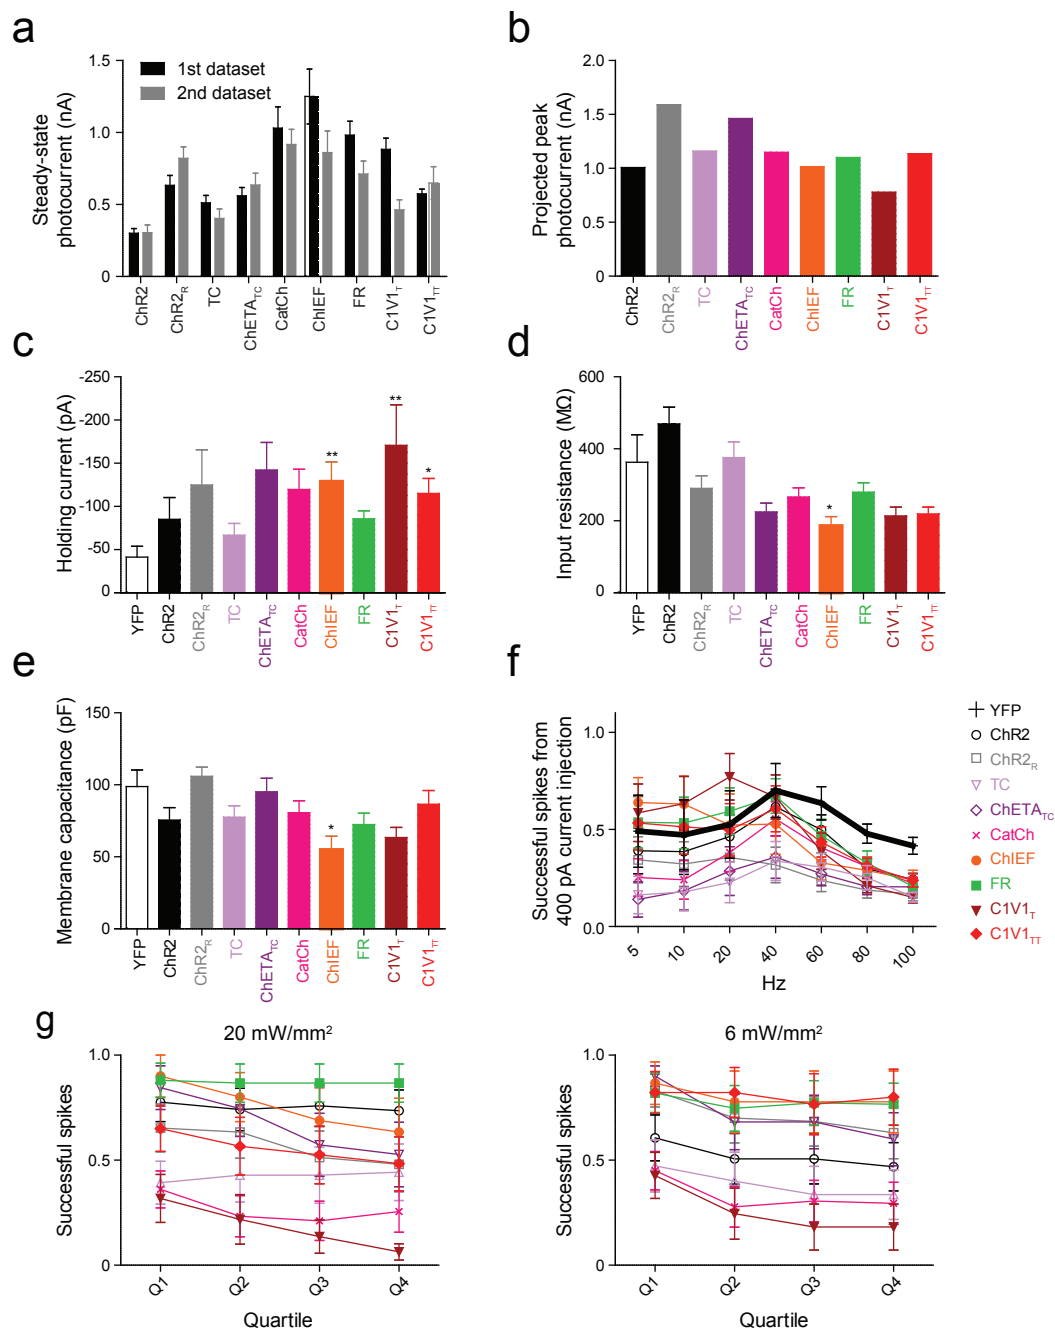 a
Steady-state
photocurrent (nA)
1.5
1.0
0.5
0
1st dataset
2nd dataset
ChR2
ChR2R
TC
ChETATC
CatCh
ChIEF
FR
C1V1T
C1V1TT
b
Projected peak
photocurrent (nA)
2.0
1.5
1.0
0.5
0
ChR2
ChR2R
TC
ChETATC
CatCh
ChIEF
FR
C1V1T
C1V1TT
c
Holding current (pA)
-250
-200
-150
-100
-50
0
**
**
*
YFP
ChR2
ChR2R
TC
ChETATC
CatCh
ChIEF
FR
C1V1T
C1V1TT
d
Input resistance (MΩ)
600
400
200
0
*
YFP
ChR2
ChR2R
TC
ChETATC
CatCh
ChIEF
FR
C1V1T
C1V1TT
e
Membrane capacitance (pF)
150
100
50
0
*
YFP
ChR2
ChR2R
TC
ChETATC
CatCh
ChIEF
FR
C1V1T
C1V1TT
f
Successful spikes from
400 pA current injection
1.0
0.5
0.0
5
10
20
40
60
80
100
Hz
YFP
ChR2
ChR2R
TC
ChETATC
CatCh
ChIEF
FR
C1V1T
C1V1TT
g
20 mW/mm²
Successful spikes
1.0
0.5
0
Q1
Q2
Q3
Q4
Quartile
6 mW/mm²
Successful spikes
1.0
0.5
0
Q1
Q2
Q3
Q4
Quartile